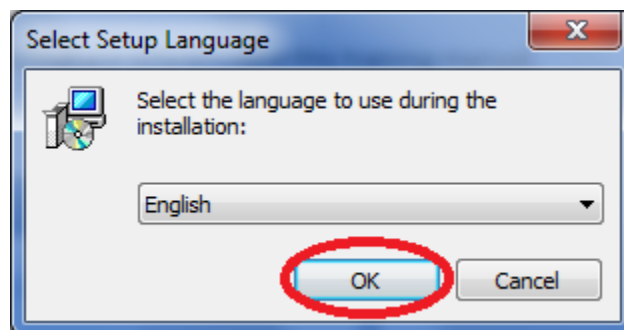 Select Setup Language
Select the language to use during the
installation:
English
OK
Cancel